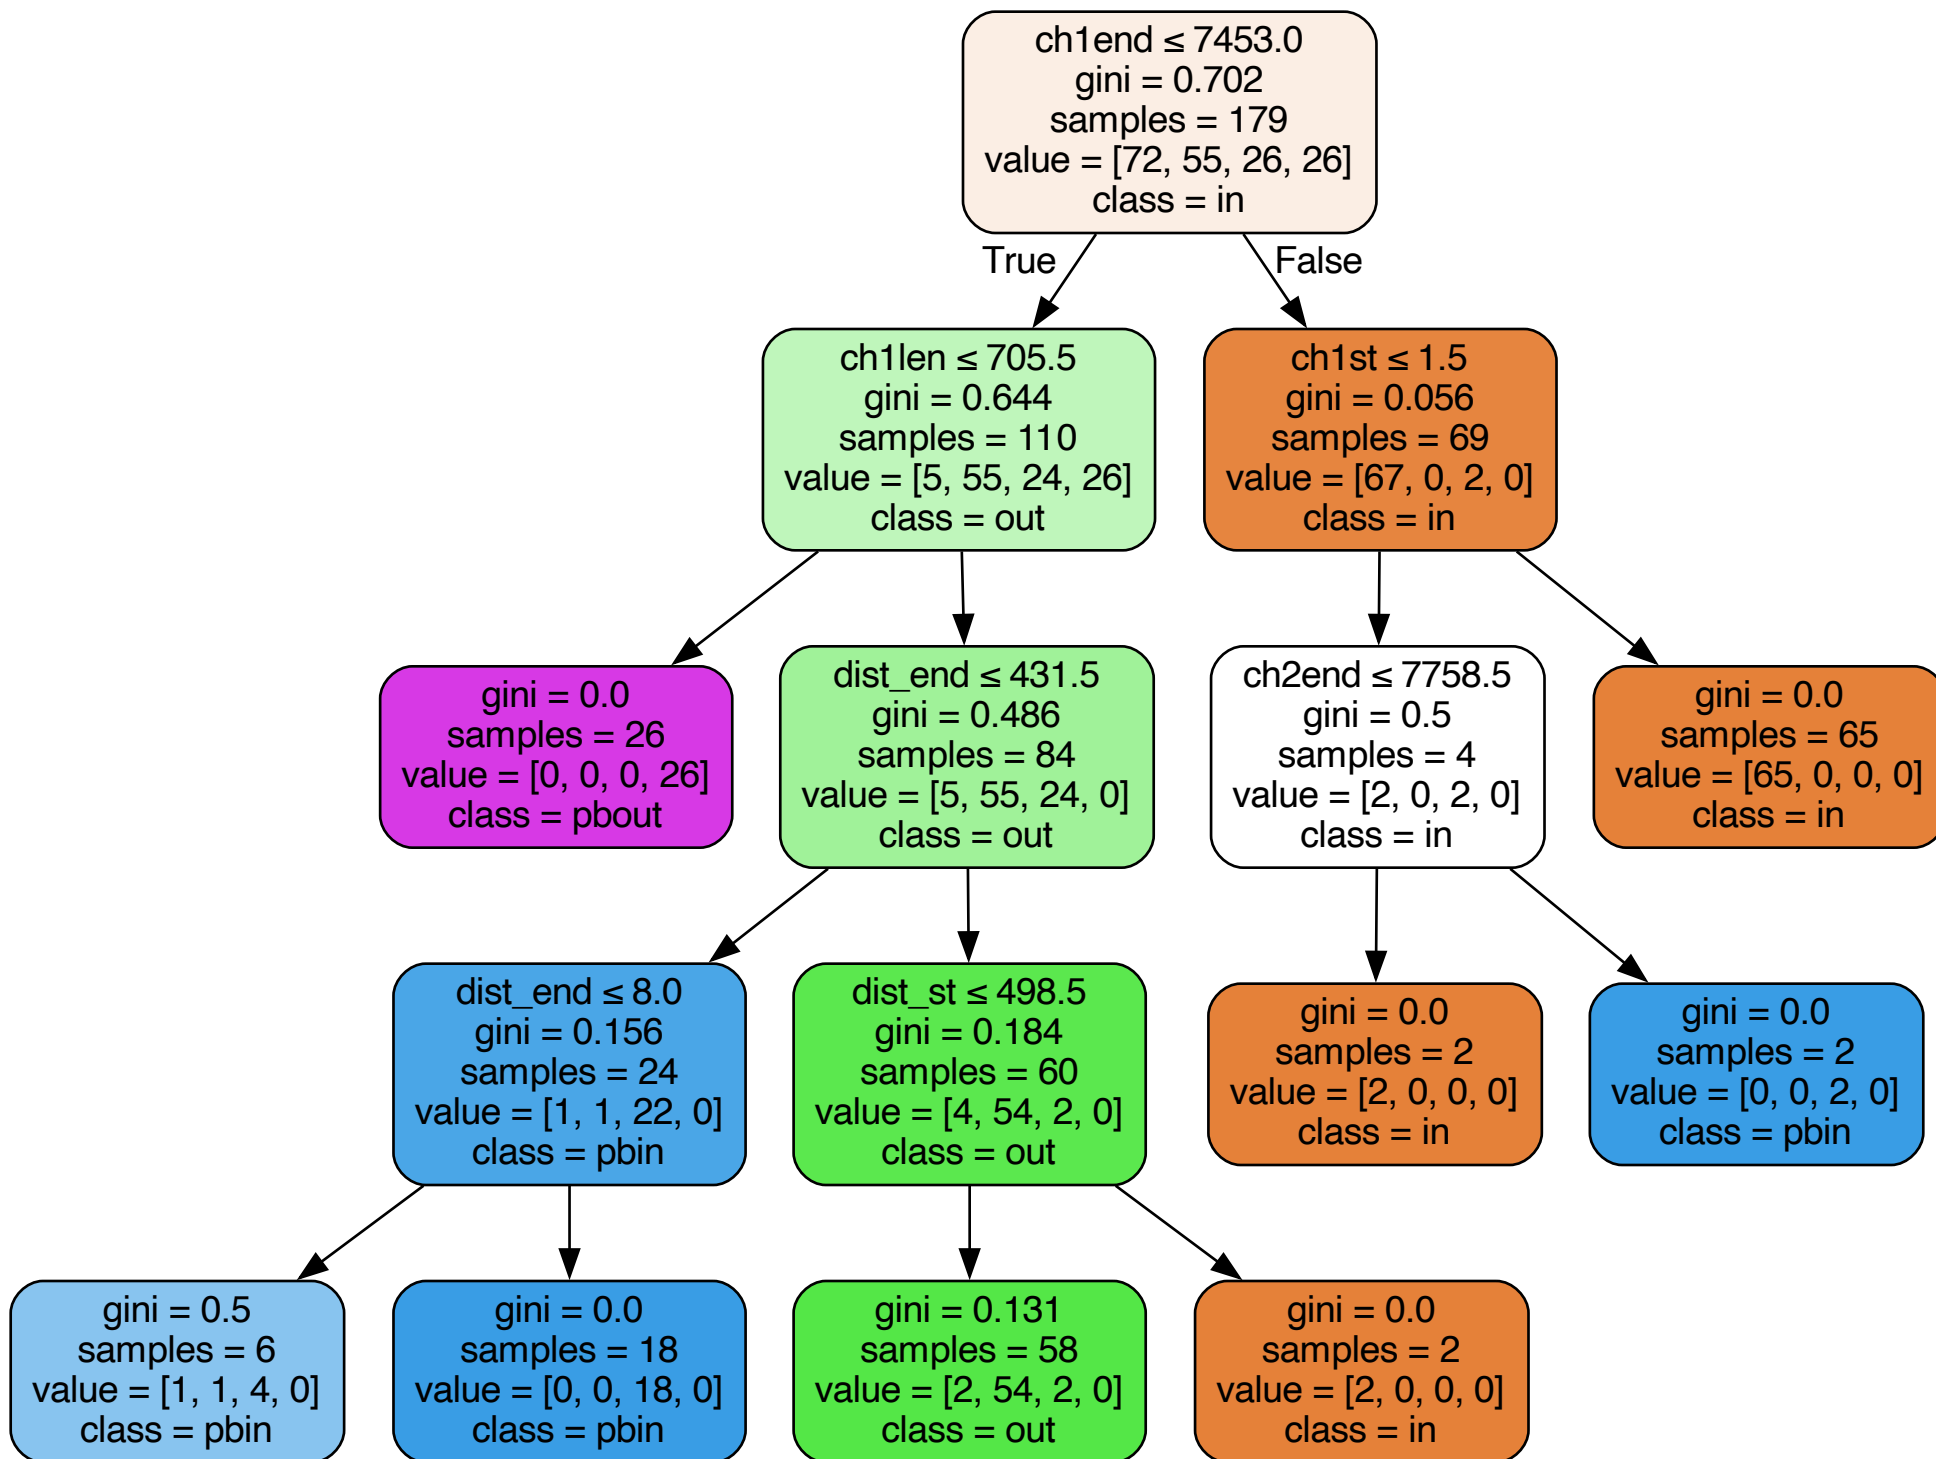 ch1end ≤ 7453.0
gini = 0.702
samples = 179
value = [72, 55, 26, 26]
class = in
True
False
ch1len ≤ 705.5
gini = 0.644
samples = 110
value = [5, 55, 24, 26]
class = out
ch1st ≤ 1.5
gini = 0.056
samples = 69
value = [67, 0, 2, 0]
class = in
gini = 0.0
samples = 26
value = [0, 0, 0, 26]
class = pbout
dist_end ≤ 431.5
gini = 0.486
samples = 84
value = [5, 55, 24, 0]
class = out
ch2end ≤ 7758.5
gini = 0.5
samples = 4
value = [2, 0, 2, 0]
class = in
gini = 0.0
samples = 65
value = [65, 0, 0, 0]
class = in
dist_end ≤ 8.0
gini = 0.156
samples = 24
value = [1, 1, 22, 0]
class = pbin
dist_st ≤ 498.5
gini = 0.184
samples = 60
value = [4, 54, 2, 0]
class = out
gini = 0.0
samples = 2
value = [2, 0, 0, 0]
class = in
gini = 0.0
samples = 2
value = [0, 0, 2, 0]
class = pbin
gini = 0.5
samples = 6
value = [1, 1, 4, 0]
class = pbin
gini = 0.0
samples = 18
value = [0, 0, 18, 0]
class = pbin
gini = 0.131
samples = 58
value = [2, 54, 2, 0]
class = out
gini = 0.0
samples = 2
value = [2, 0, 0, 0]
class = in